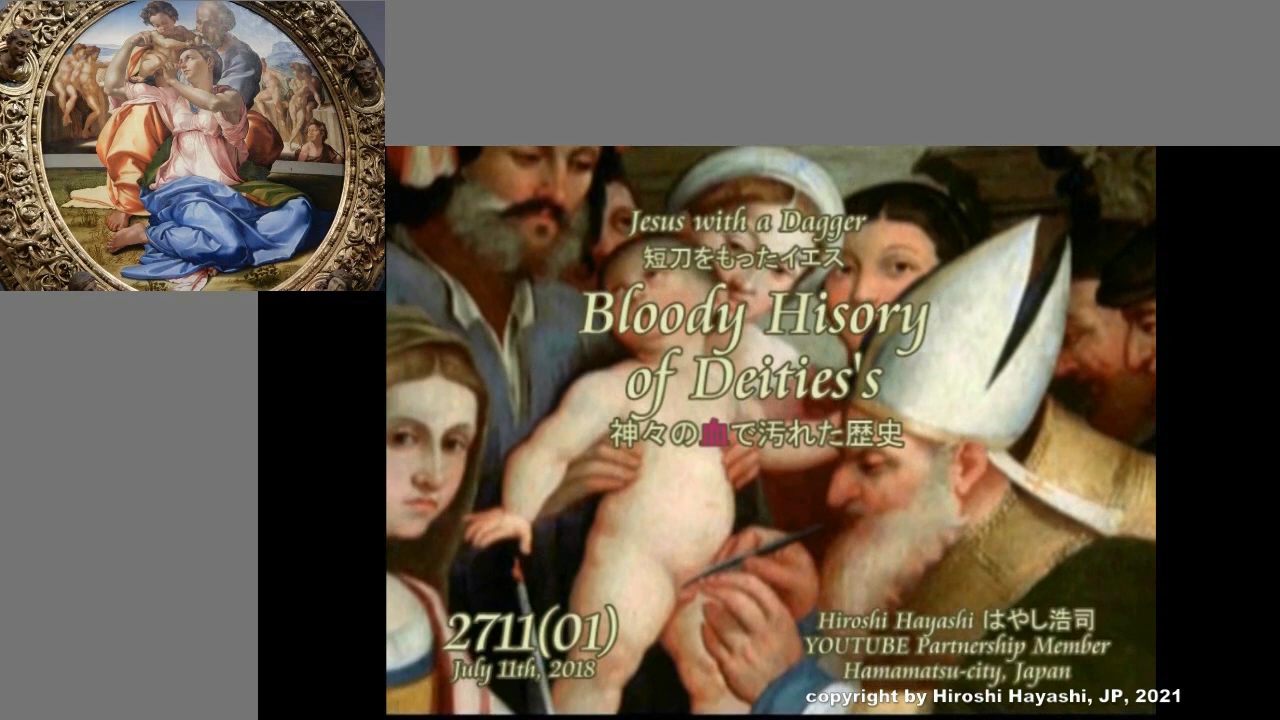 Jesus with a Dagger
短刀をもったイエス
Bloody Hisory
of Deities's
神々の血で汚れた歴史
2711(01)
July 11th, 2018
Hiroshi Hayashi はやし浩司
YOUTUBE Partnership Member
Hamamatsu-city, Japan
copyright by Hiroshi Hayashi, JP, 2021